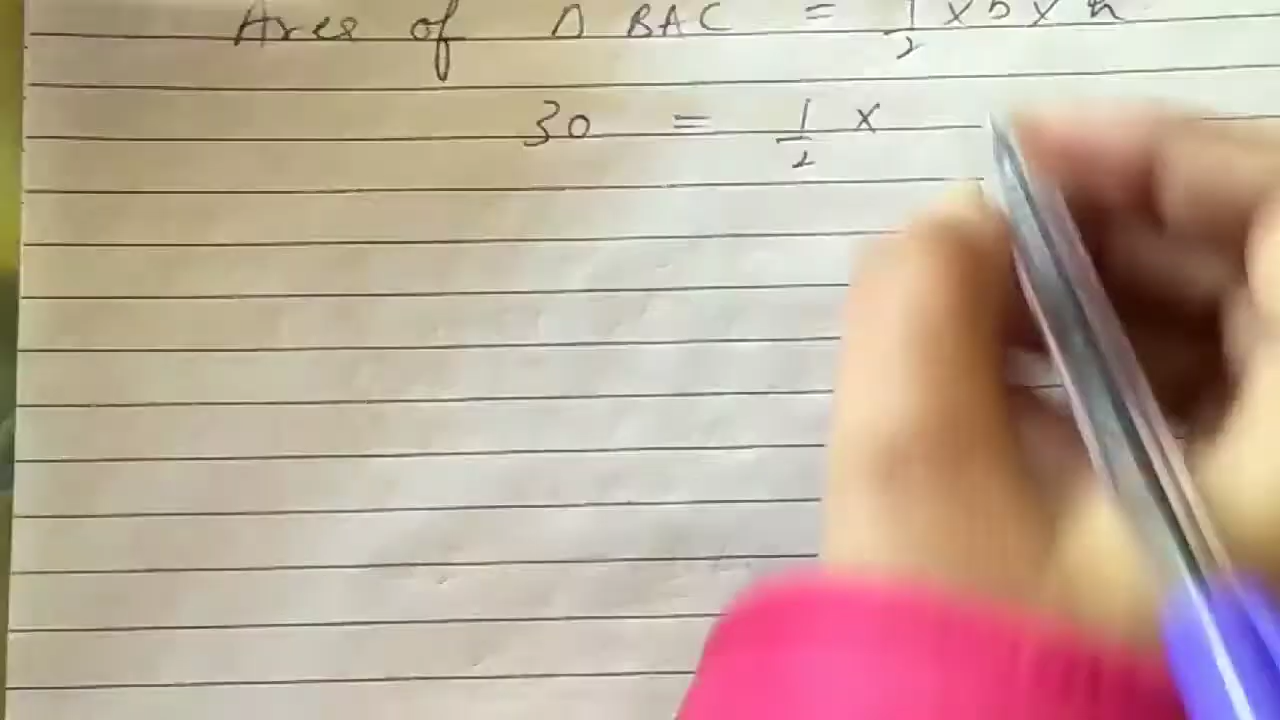 Area of Δ BAC = 1/2 x b x h
30 = 1/2 x